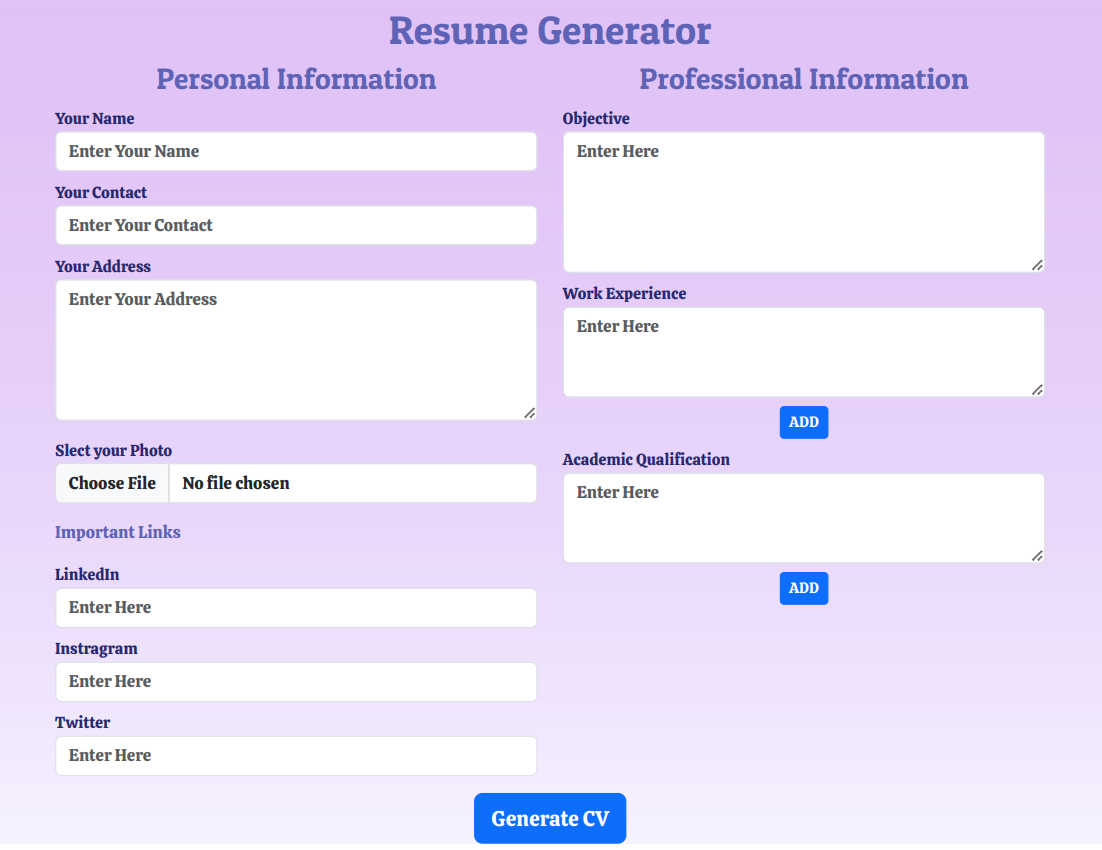 Resume Generator
Personal Information
Your Name
Enter Your Name
Your Contact
Enter Your Contact
Your Address
Enter Your Address
Slect your Photo
Choose File No file chosen
Important Links
LinkedIn
Enter Here
Instragram
Enter Here
Twitter
Enter Here
Professional Information
Objective
Enter Here
Work Experience
Enter Here
ADD
Academic Qualification
Enter Here
ADD
Generate CV